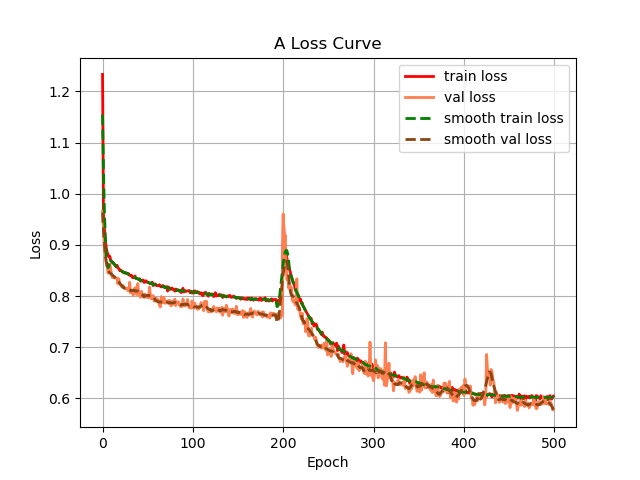 A Loss Curve
train loss
val loss
smooth train loss
smooth val loss
Loss
1.2
1.1
1.0
0.9
0.8
0.7
0.6
0 100 200 300 400 500
Epoch